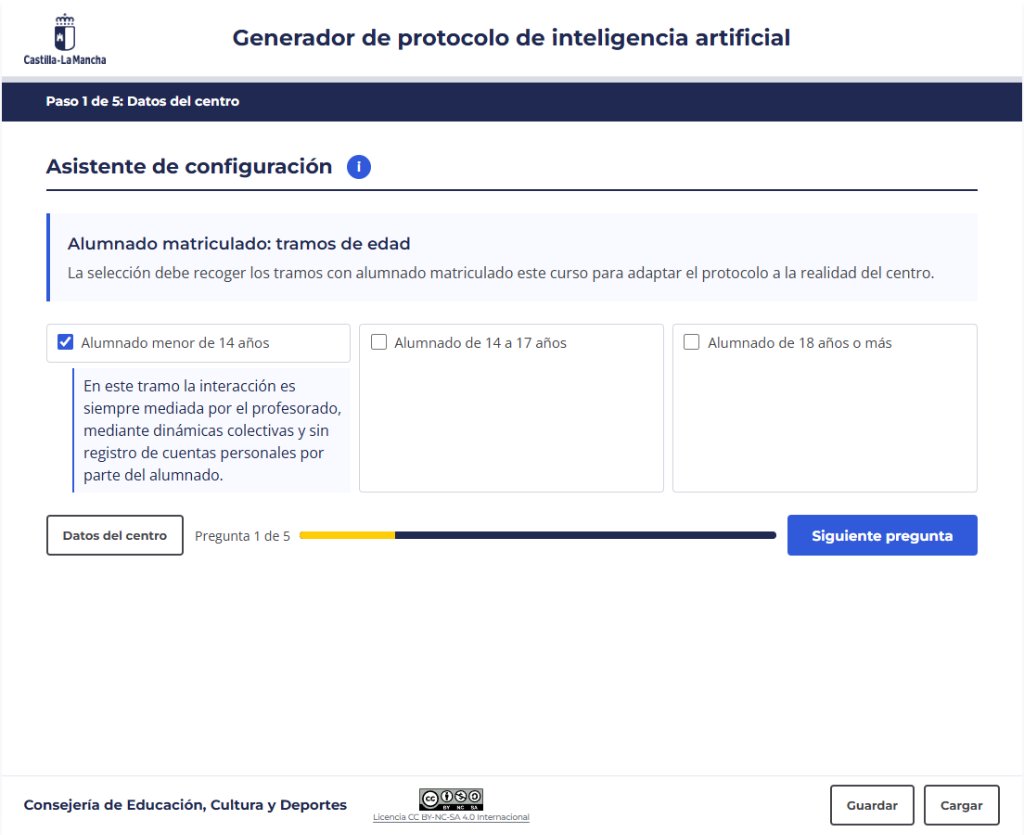 Castilla-La Mancha
Generador de protocolo de inteligencia artificial
Paso 1 de 5: Datos del centro
Asistente de configuración i
Alumnado matriculado: tramos de edad
La selección debe recoger los tramos con alumnado matriculado este curso para adaptar el protocolo a la realidad del centro.
Alumnado menor de 14 años
En este tramo la interacción es
siempre mediada por el profesorado,
mediante dinámicas colectivas y sin
registro de cuentas personales por
parte del alumnado.
Alumnado de 14 a 17 años
Alumnado de 18 años o más
Datos del centro
Pregunta 1 de 5
Siguiente pregunta
Consejería de Educación, Cultura y Deportes
cc BY NC SA
Licencia CC BY-NC-SA 4.0 Internacional
Guardar
Cargar